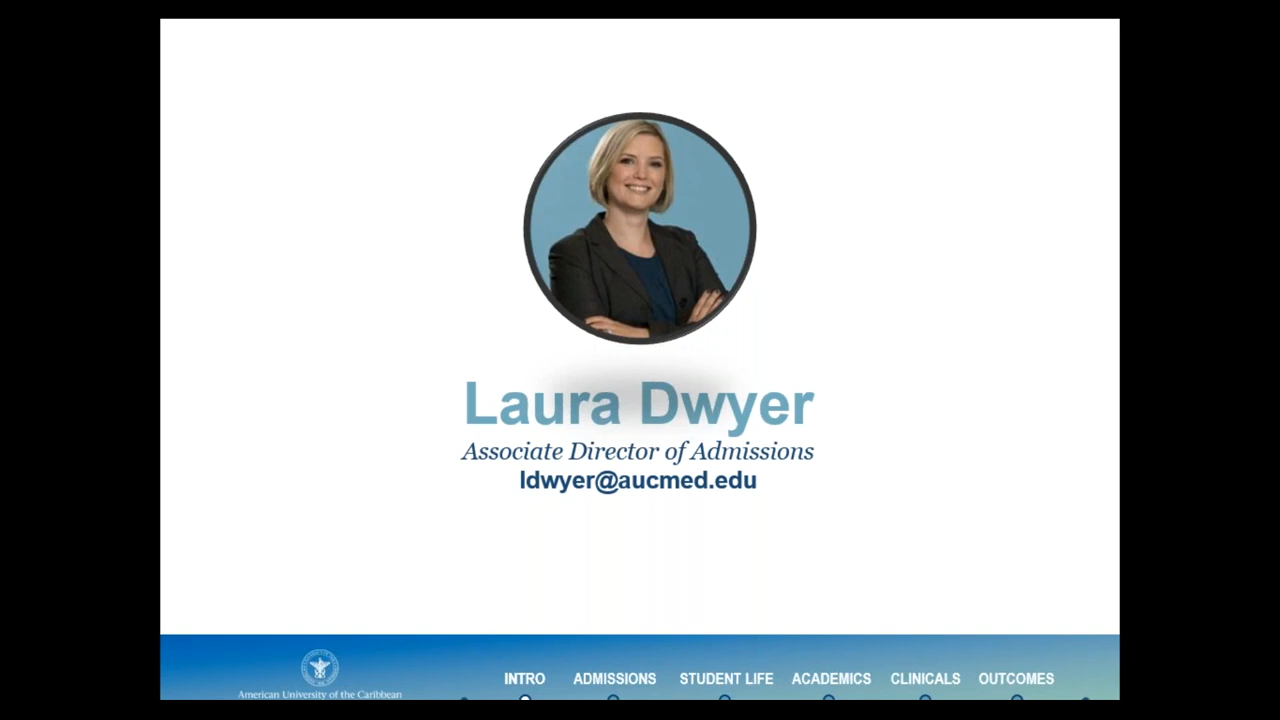 Laura Dwyer
Associate Director of Admissions
ldwyer@aucmed.edu
American University of the Caribbean
INTRO ADMISSIONS STUDENT LIFE ACADEMICS CLINICALS OUTCOMES